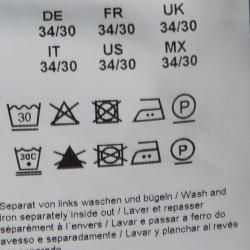 DE FR UK
34/30 34/30 34/30
IT US MX
34/30 34/30 34/30
30 P
30C P
Separat von links waschen und bügeln / Wash and
iron separately inside out / Laver et repasser
séparément à l'envers / Lavar e passar a ferro do
avesso e separadamente / Lavar y planchar al revés